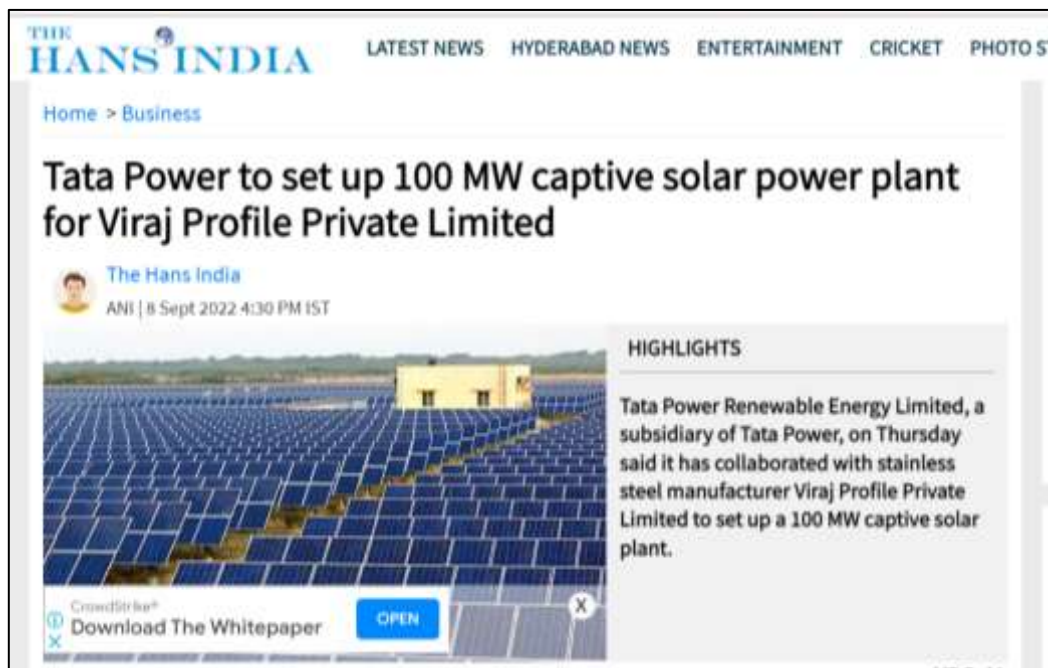 THE
HANS INDIA
LATEST NEWS HYDERABAD NEWS ENTERTAINMENT CRICKET PHOTO S
Home > Business
Tata Power to set up 100 MW captive solar power plant
for Viraj Profile Private Limited
The Hans India
ANI | 8 Sept 2022 4:30 PM IST
HIGHLIGHTS
Tata Power Renewable Energy Limited, a
subsidiary of Tata Power, on Thursday
said it has collaborated with stainless
steel manufacturer Viraj Profile Private
Limited to set up a 100 MW captive solar
plant.
CrowdStrike®
Download The Whitepaper
OPEN
X